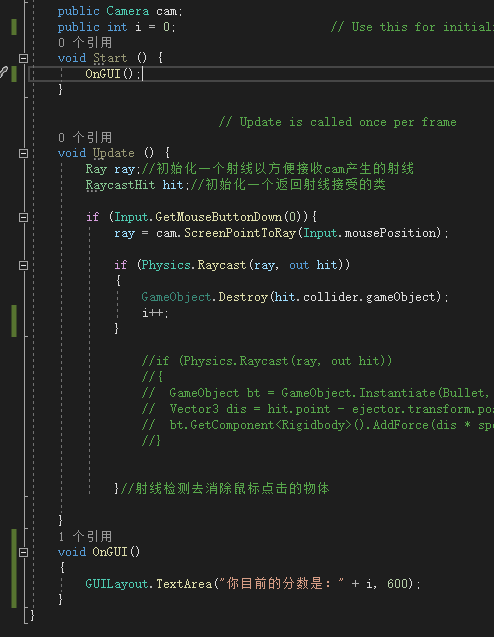 public Camera cam;
public int i = 0; // Use this for initial
0 个引用
void Start () {
OnGUI();
}
// Update is called once per frame
0 个引用
void Update () {
Ray ray;//初始化一个射线以方便接收cam产生的射线
RaycastHit hit;//初始化一个返回射线接受的类
if (Input.GetMouseButtonDown(0)){
ray = cam.ScreenPointToRay(Input.mousePosition);
if (Physics.Raycast(ray, out hit))
{
GameObject.Destroy(hit.collider.gameObject);
i++;
}
//if (Physics.Raycast(ray, out hit))
//{
// GameObject bt = GameObject.Instantiate(Bullet,
// Vector3 dis = hit.point - ejector.transform.pos
// bt.GetComponent<Rigidbody>().AddForce(dis * spe
//}
}//射线检测去消除鼠标点击的物体
}
1 个引用
void OnGUI()
{
GUILayout.TextArea("你目前的分数是：" + i, 600);
}
}